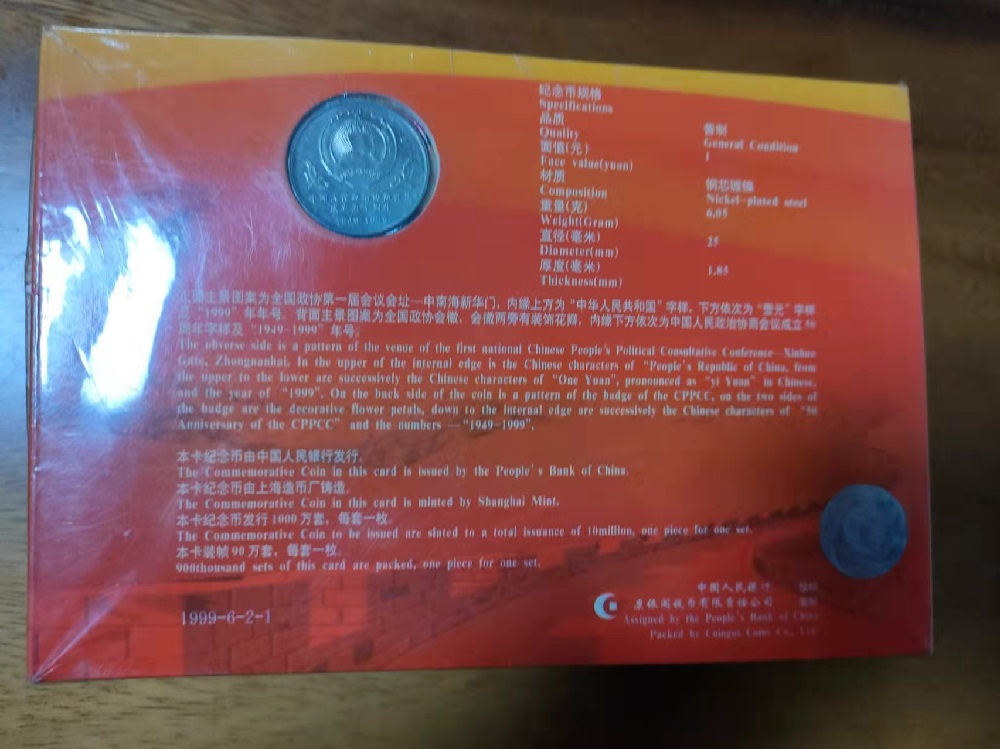 1949-1999
纪念币规格
Specifications
品质
Quality
普制
General Condition
面值(元)
Face value(yuan)
1
材质
Composition
钢芯镀镍
Nickel-plated steel
重量(克)
Weight(Gram)
6.05
直径(毫米)
Diameter(mm)
25
厚度(毫米)
Thickness(mm)
1.85
正面主景图案为全国政协第一届会议会址—中南海新华门，内缘上方为“中华人民共和国”字样，下方依次为“壹元”字样
及“1999”年年号。背面主景图案为全国政协会徽，会徽两旁有装饰花瓣，内缘下方依次为中国人民政治协商会议成立50
周年字样及“1949-1999”年号。
The obverse side is a pattern of the venue of the first national Chinese People's Political Consultative Conference—Xinhua
Gate, Zhongnanhai. In the upper of the internal edge is the Chinese characters of "People's Republic of China, from
the upper to the lower are successively the Chinese characters of "One Yuan", pronounced as "yi Yuan" in Chinese,
and the year of "1999". On the back side of the coin is a pattern of the badge of the CPPCC, on the two sides of
the badge are the decorative flower petals, down to the internal edge are successively the Chinese characters of "50
Anniversary of the CPPCC" and the numbers —"1949-1999".
本卡纪念币由中国人民银行发行。
The Commemorative Coin in this card is issued by the People's Bank of China.
本卡纪念币由上海造币厂铸造。
The Commemorative Coin in this card is minted by Shanghai Mint.
本卡纪念币发行1000万套，每套一枚。
The Commemorative Coin to be issued are slated to a total issuance of 10million, one piece for one set.
本卡装帧90万套，每套一枚。
900thousand sets of this card are packed, one piece for one set.
1999-6-2-1
中国人民银行
康银阁钱币有限责任公司
Assigned by the People's Bank of China
Packed by Coingot Coins Co., Ltd.